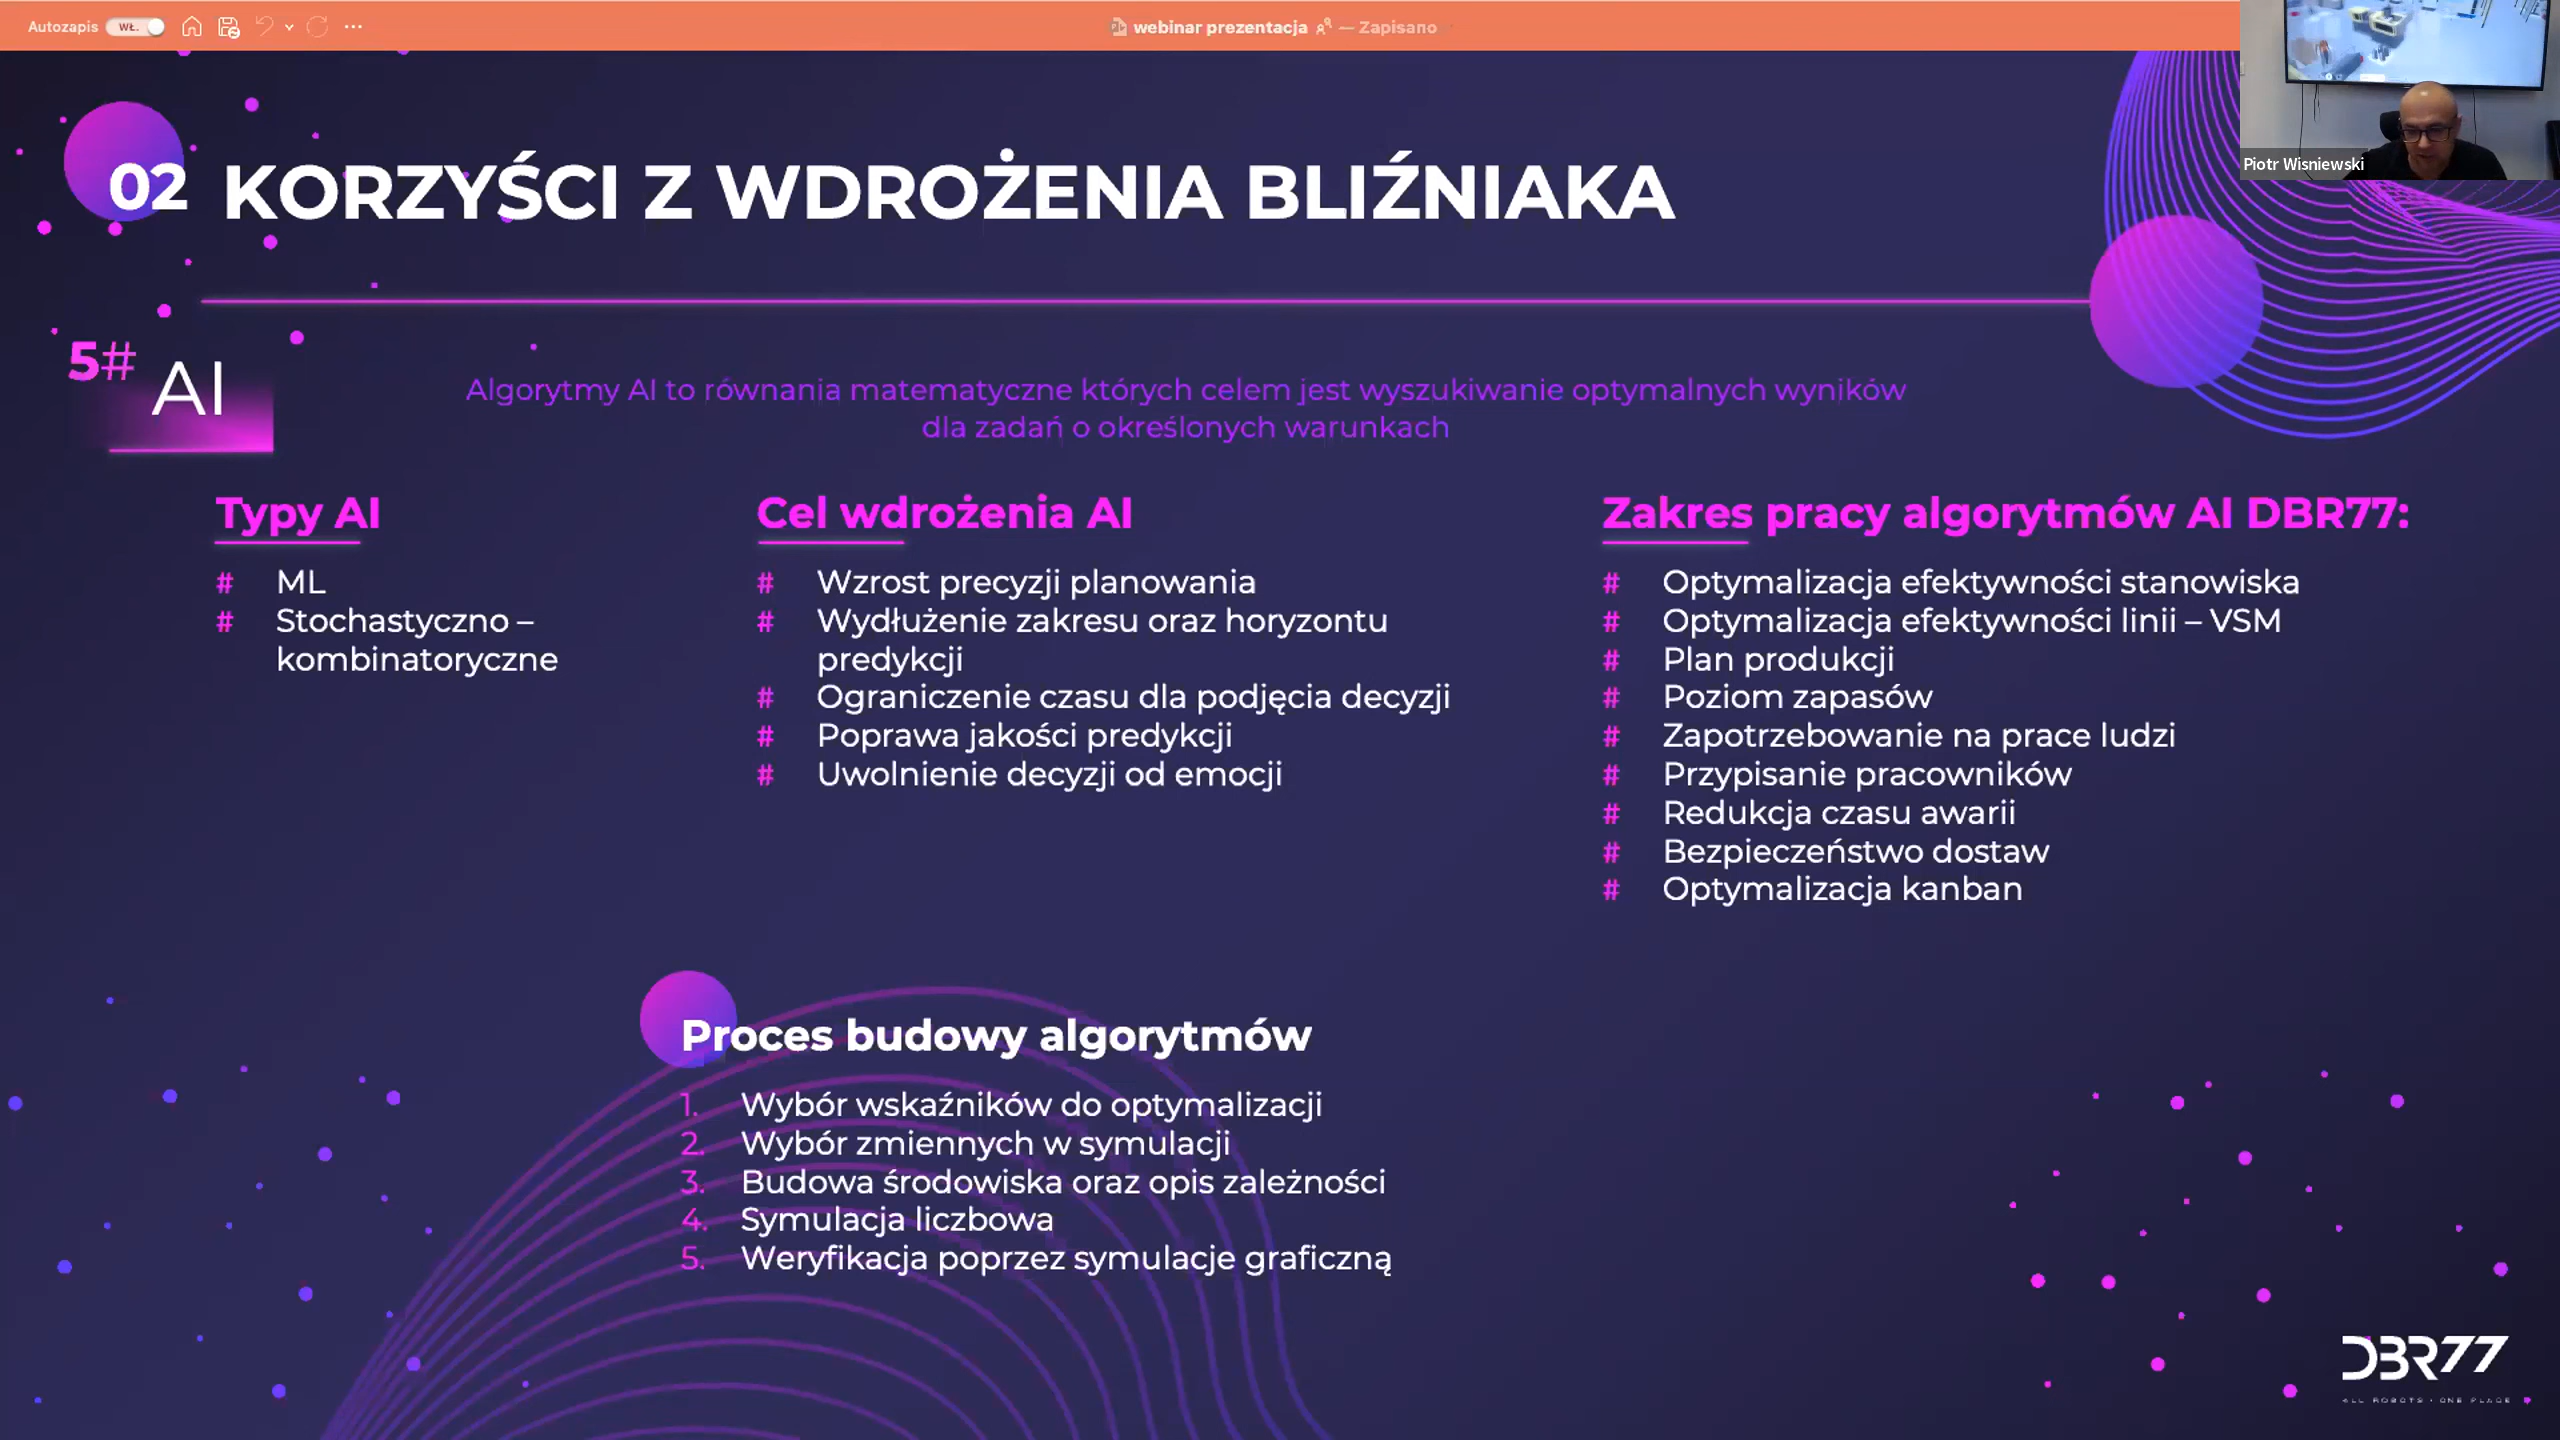 Autozapis WŁ.
webinar prezentacja — Zapisano
Piotr Wisniewski
02 KORZYŚCI Z WDROŻENIA BLIŹNIAKA
5# AI
Algorytmy AI to równania matematyczne których celem jest wyszukiwanie optymalnych wyników
dla zadań o określonych warunkach
Typy AI
# ML
# Stochastyczno –
kombinatoryczne
Cel wdrożenia AI
# Wzrost precyzji planowania
# Wydłużenie zakresu oraz horyzontu
predykcji
# Ograniczenie czasu dla podjęcia decyzji
# Poprawa jakości predykcji
# Uwolnienie decyzji od emocji
Zakres pracy algorytmów AI DBR77:
# Optymalizacja efektywności stanowiska
# Optymalizacja efektywności linii – VSM
# Plan produkcji
# Poziom zapasów
# Zapotrzebowanie na prace ludzi
# Przypisanie pracowników
# Redukcja czasu awarii
# Bezpieczeństwo dostaw
# Optymalizacja kanban
Proces budowy algorytmów
1. Wybór wskaźników do optymalizacji
2. Wybór zmiennych w symulacji
3. Budowa środowiska oraz opis zależności
4. Symulacja liczbowa
5. Weryfikacja poprzez symulacje graficzną
DBR77
ALL ROBOTS • ONE PLACE